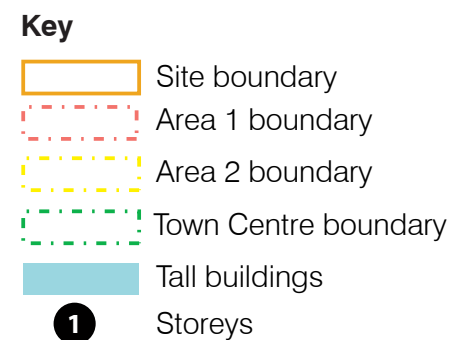 Key
Site boundary
Area 1 boundary
Area 2 boundary
Town Centre boundary
Tall buildings
1 Storeys